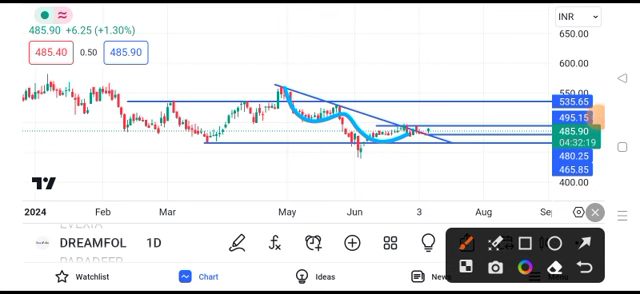 485.90 +6.25 (+1.30%)
INR
485.40
0.50
485.90
650.00
600.00
550.00
535.65
495.15
485.90
04:32:19
480.25
465.85
400.00
2024
Feb
Mar
May
Jun
3
Aug
Sep
DREAMFOL
1D
Watchlist
Chart
Ideas
News
Menu